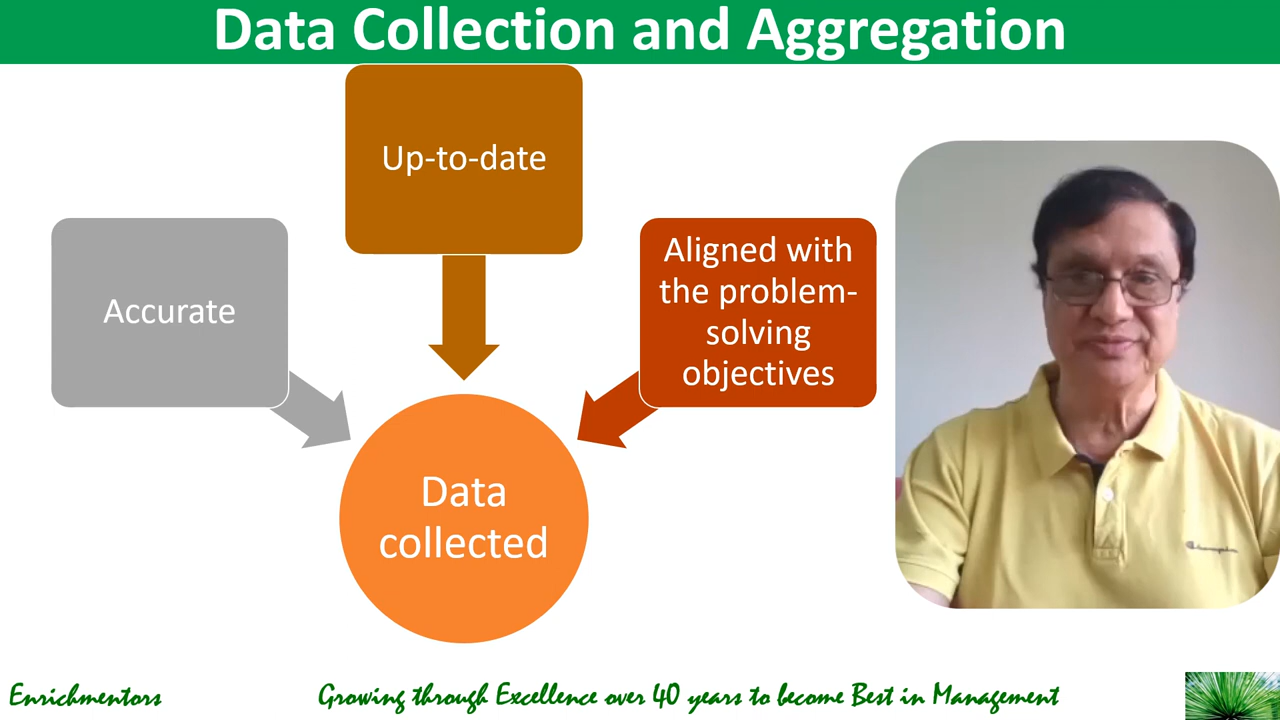 Data Collection and Aggregation
Up-to-date
Accurate
Aligned with
the problem-
solving
objectives
Data
collected
Champion
Enrichmentors
Growing through Excellence over 40 years to become Best in Management